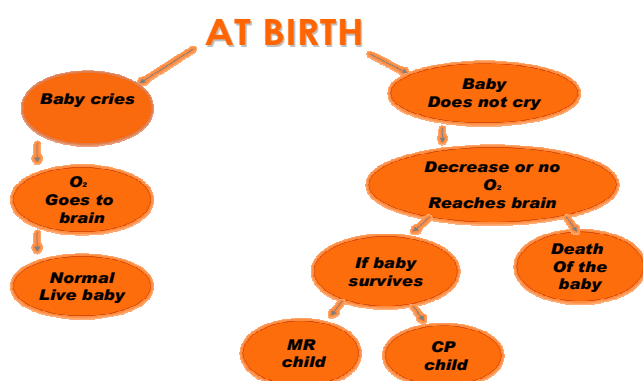 AT BIRTH
Baby cries
Baby
Does not cry
O₂
Goes to
brain
Decrease or no
O₂
Reaches brain
Normal
Live baby
If baby
survives
Death
Of the
baby
MR
child
CP
child